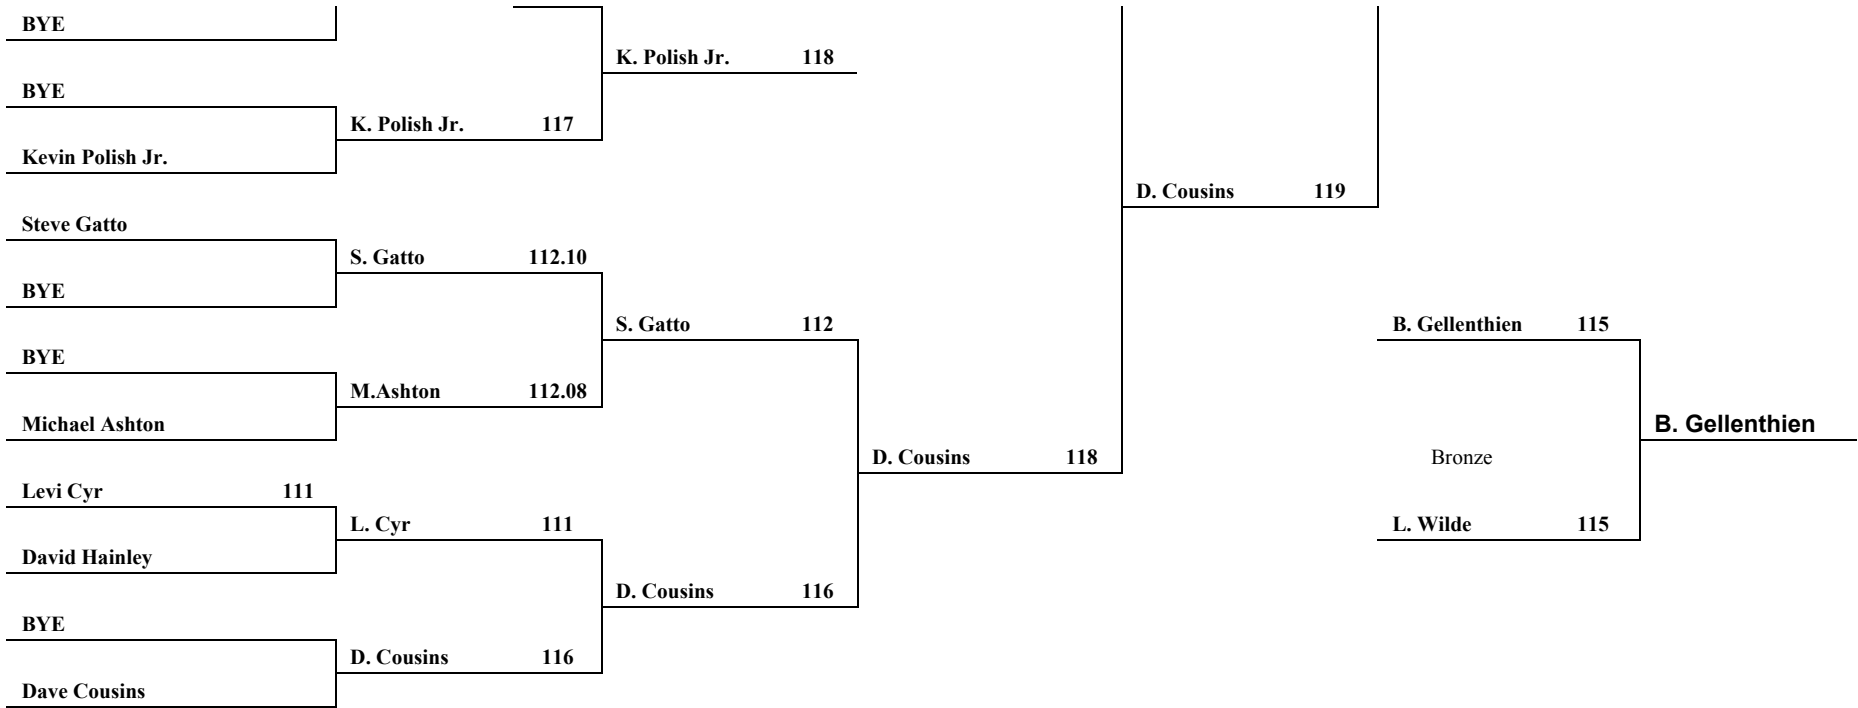 BYE
K. Polish Jr. 118
BYE
K. Polish Jr. 117
Kevin Polish Jr.
D. Cousins 119
Steve Gatto
S. Gatto 112.10
BYE
S. Gatto 112
B. Gellenthien 115
BYE
M.Ashton 112.08
Michael Ashton
B. Gellenthien
D. Cousins 118
Bronze
Levi Cyr 111
L. Cyr 111
L. Wilde 115
David Hainley
D. Cousins 116
BYE
D. Cousins 116
Dave Cousins